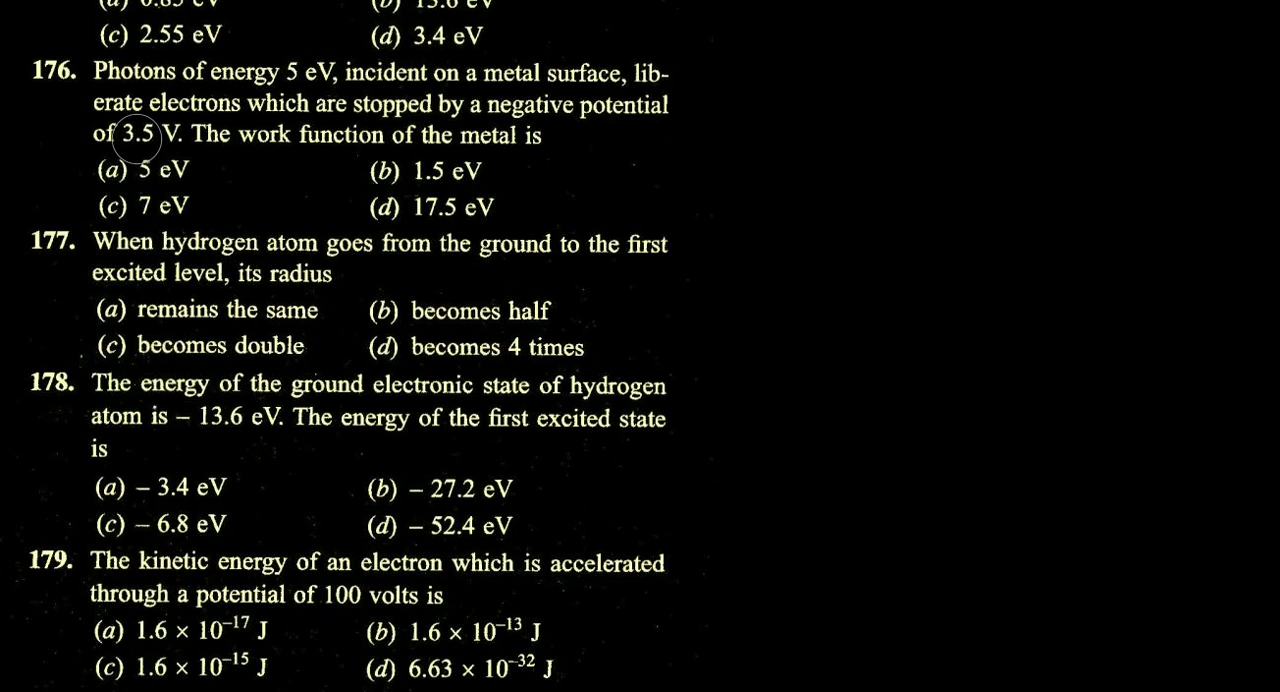 (c) 2.55 eV (d) 3.4 eV
176. Photons of energy 5 eV, incident on a metal surface, lib-
erate electrons which are stopped by a negative potential
of 3.5 V. The work function of the metal is
(a) 5 eV (b) 1.5 eV
(c) 7 eV (d) 17.5 eV
177. When hydrogen atom goes from the ground to the first
excited level, its radius
(a) remains the same (b) becomes half
(c) becomes double (d) becomes 4 times
178. The energy of the ground electronic state of hydrogen
atom is – 13.6 eV. The energy of the first excited state
is
(a) – 3.4 eV (b) – 27.2 eV
(c) – 6.8 eV (d) – 52.4 eV
179. The kinetic energy of an electron which is accelerated
through a potential of 100 volts is
(a) 1.6 × 10⁻¹⁷ J (b) 1.6 × 10⁻¹³ J
(c) 1.6 × 10⁻¹⁵ J (d) 6.63 × 10⁻³² J